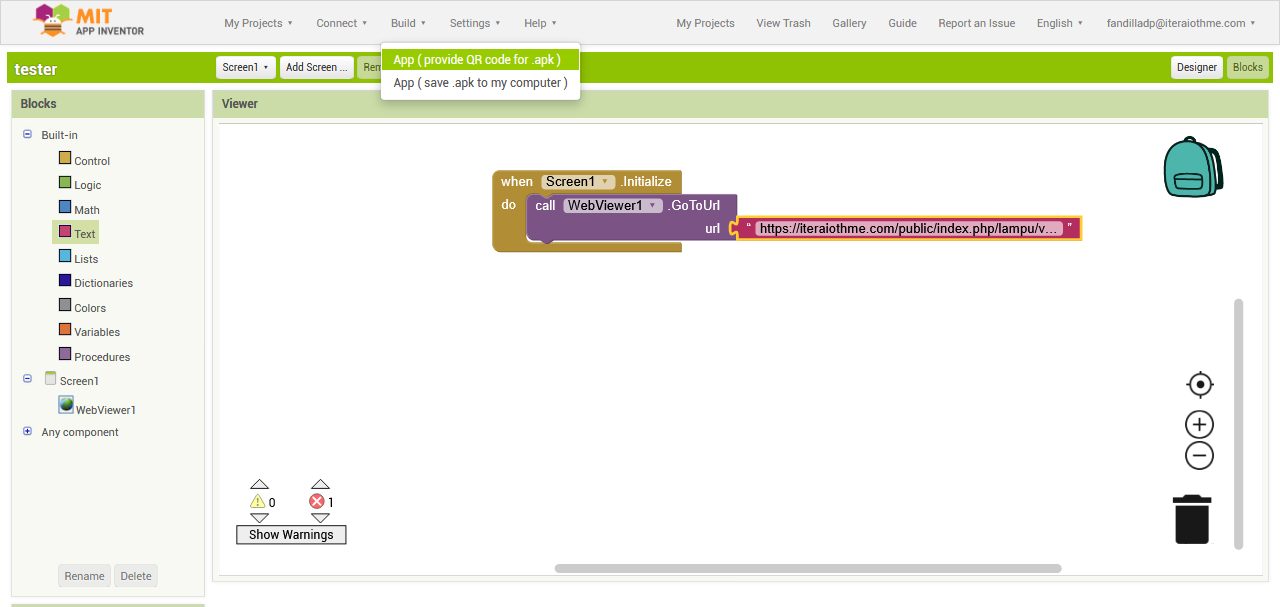 MIT
APP INVENTOR
My Projects Connect Build Settings Help My Projects View Trash Gallery Guide Report an Issue English fandilladp@iteraiothme.com
App ( provide QR code for .apk )
App ( save .apk to my computer )
tester Screen1 Add Screen ... Designer Blocks
Blocks
Viewer
Built-in
Control
Logic
Math
Text
Lists
Dictionaries
Colors
Variables
Procedures
Screen1
WebViewer1
Any component
Rename Delete
when Screen1 .Initialize
do call WebViewer1 .GoToUrl
url “ https://iteraiothme.com/public/index.php/lampu/v... ”
0 1
Show Warnings